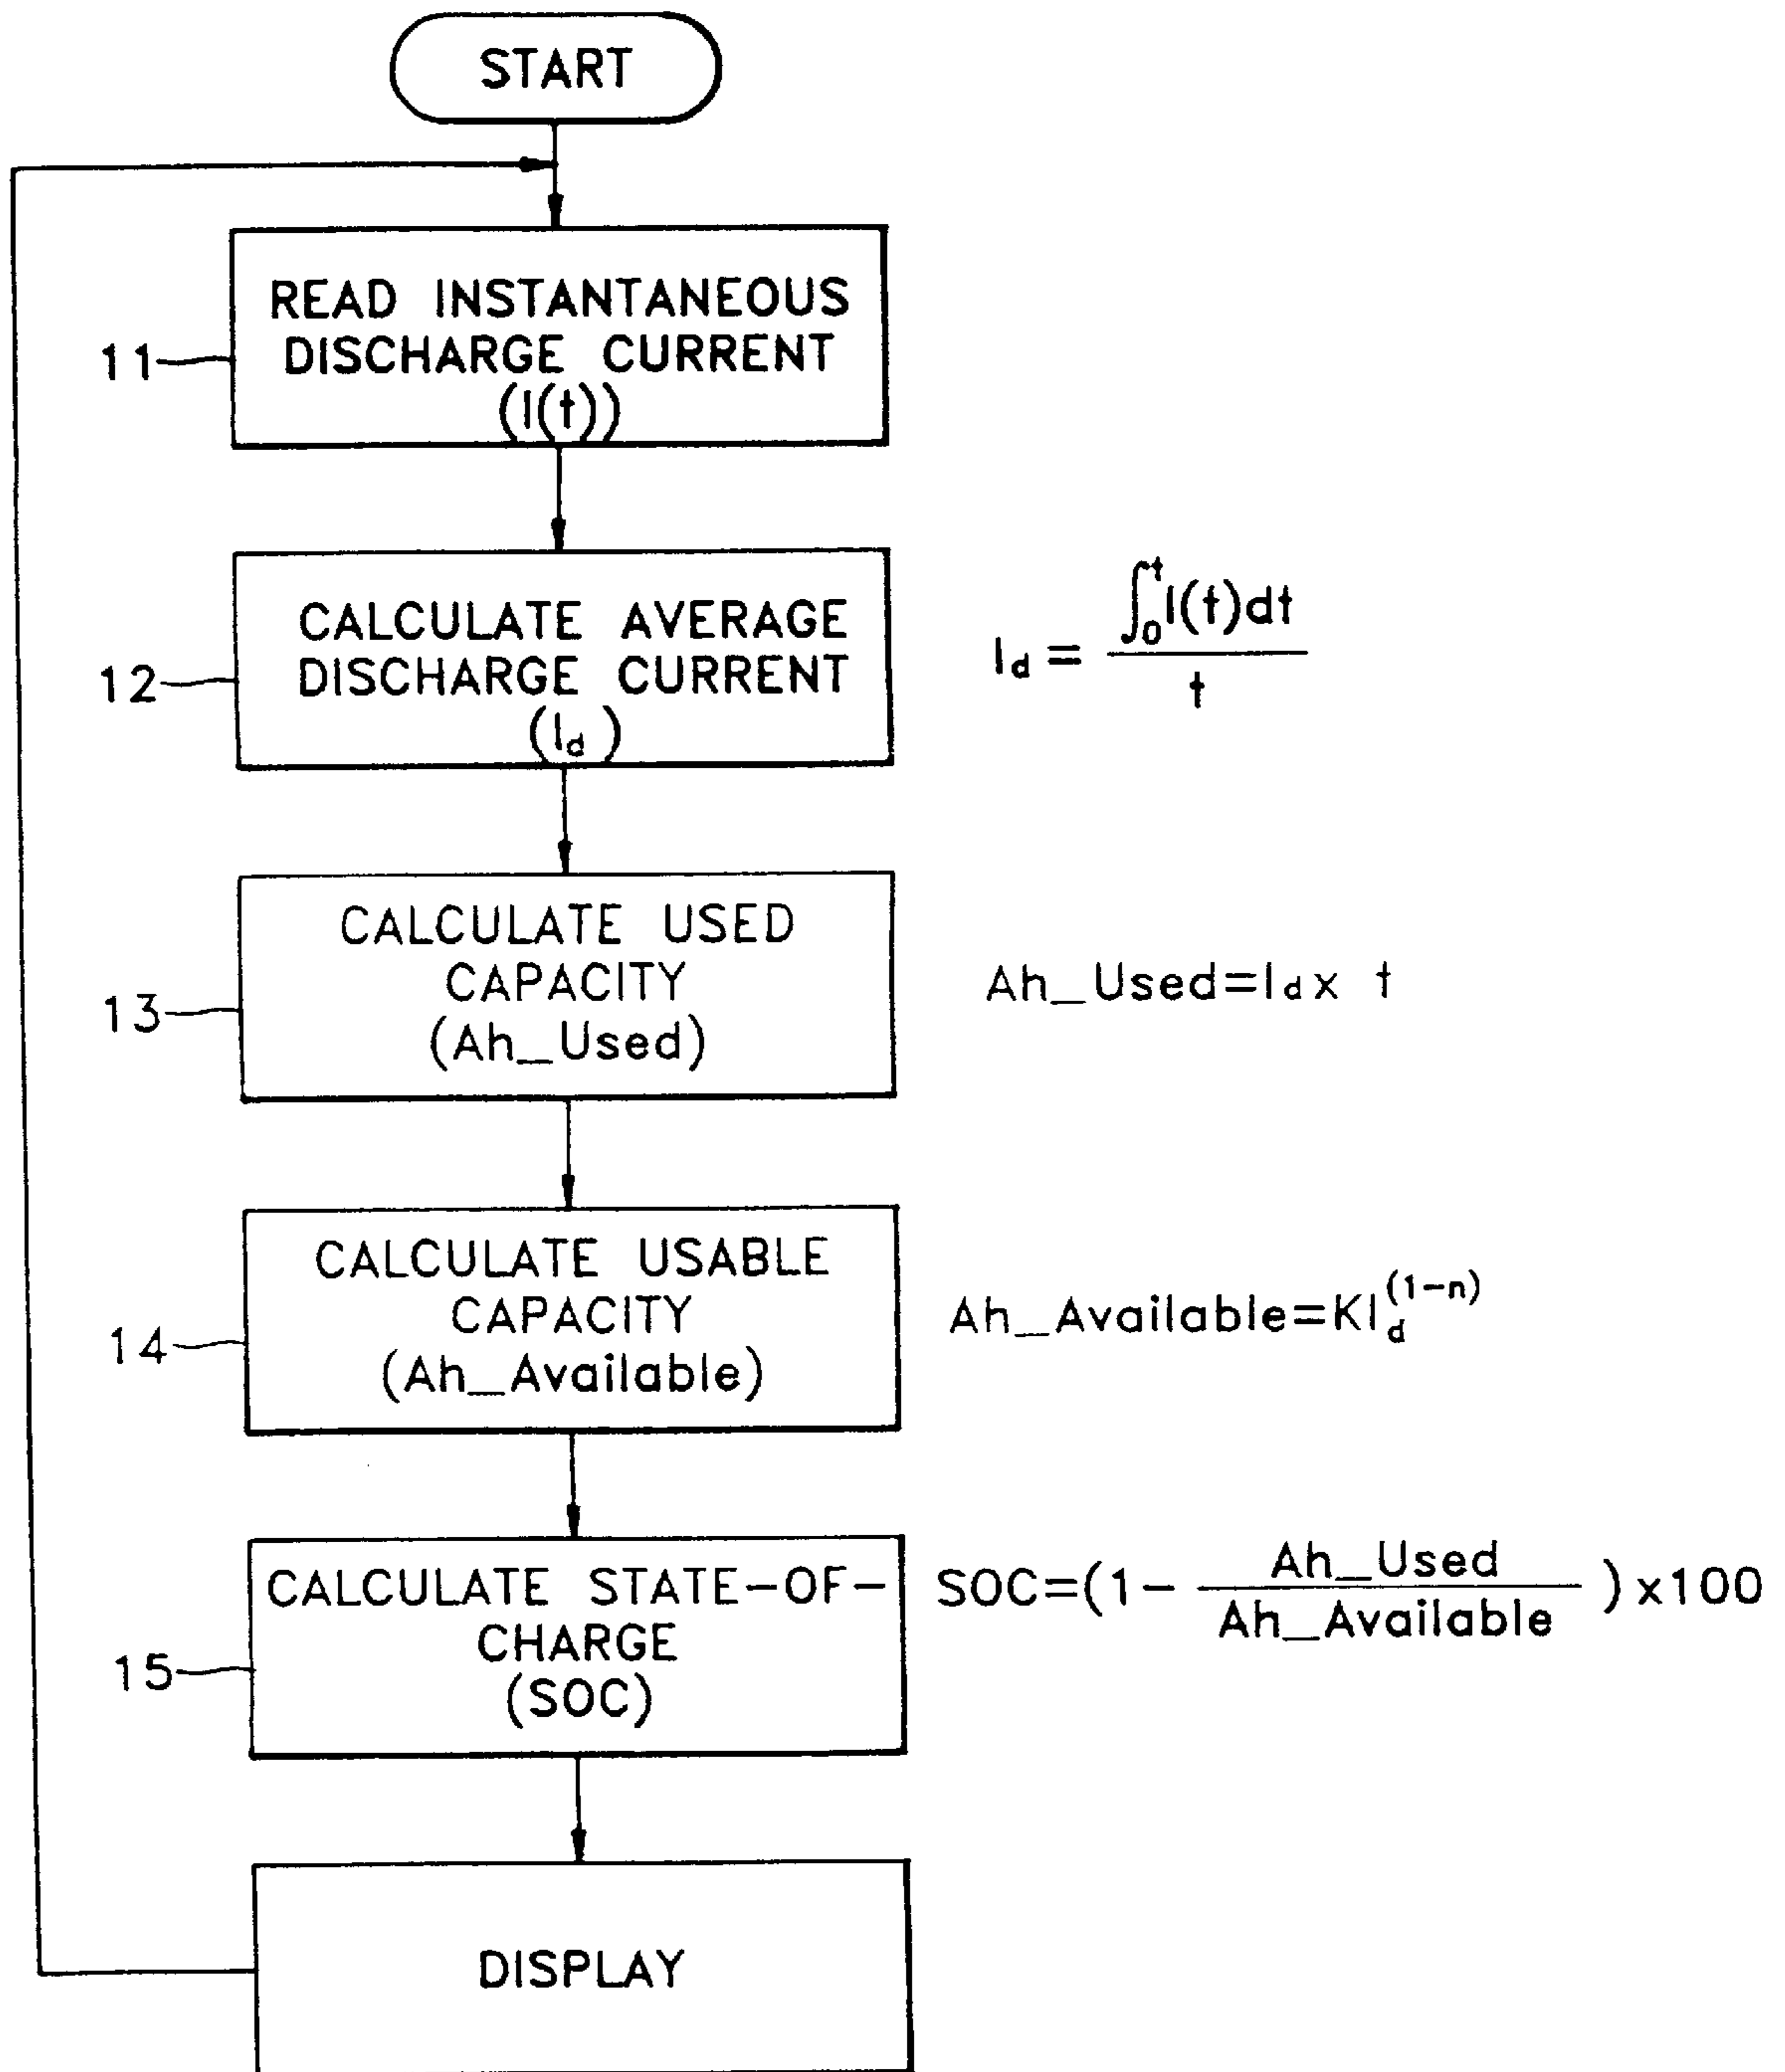 START
READ INSTANTANEOUS
DISCHARGE CURRENT
(I(t))
11
CALCULATE AVERAGE
DISCHARGE CURRENT
(Id)
12
Id = ∫0t I(t)dt
t
CALCULATE USED
CAPACITY
(Ah_Used)
13
Ah_Used=Id x t
CALCULATE USABLE
CAPACITY
(Ah_Available)
14
Ah_Available=KId(1-n)
CALCULATE STATE-OF-
CHARGE
(SOC)
15
SOC=(1- Ah_Used
Ah_Available )x100
DISPLAY